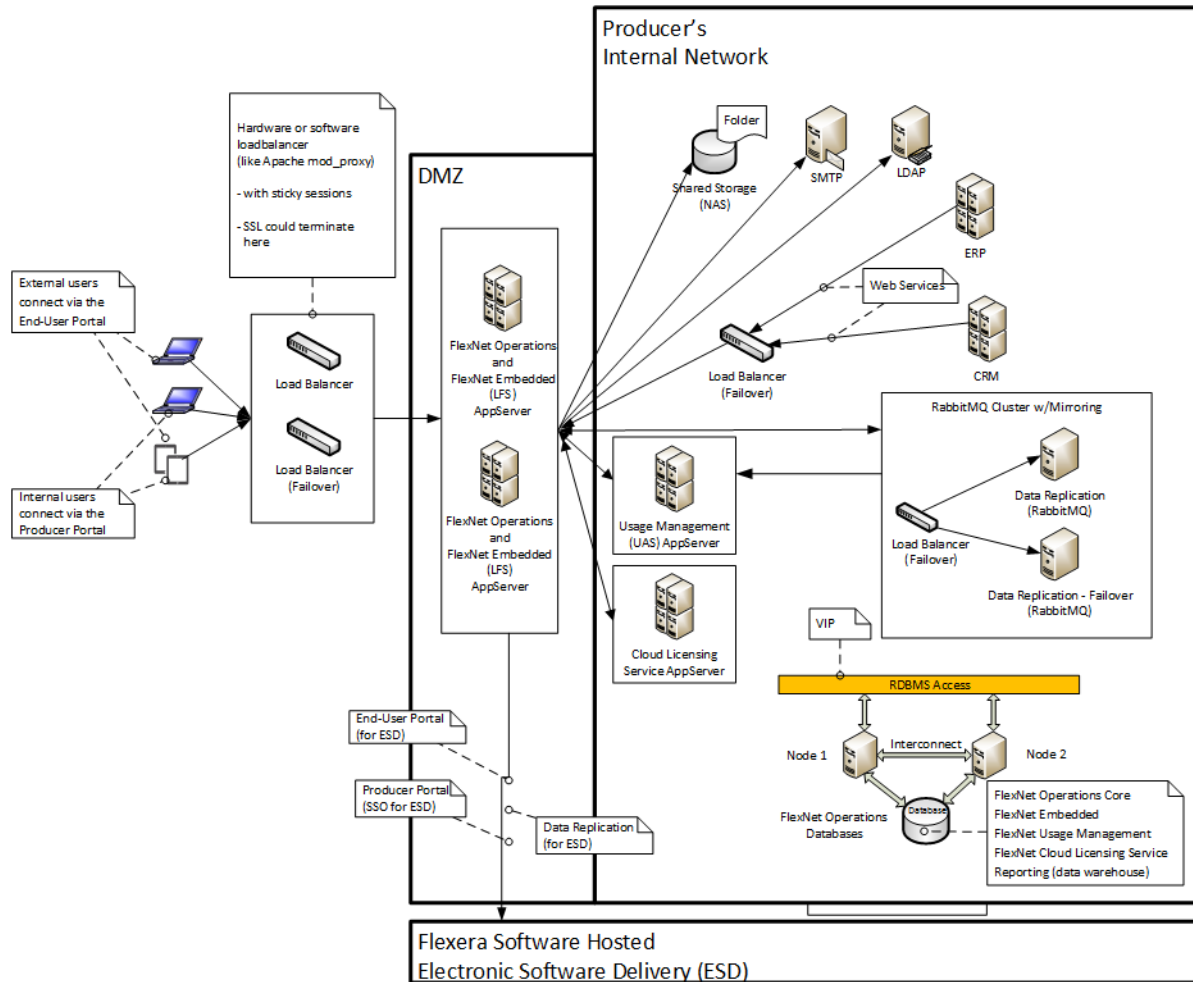 Producer's
Internal Network
Hardware or software
loadbalancer
(like Apache mod_proxy)
- with sticky sessions
- SSL could terminate
here
DMZ
Folder
Shared Storage
(NAS)
SMTP
LDAP
ERP
Web Services
CRM
Load Balancer
(Failover)
External users
connect via the
End-User Portal
Internal users
connect via the
Producer Portal
Load Balancer
Load Balancer
(Failover)
FlexNet Operations
and
FlexNet Embedded
(LFS)
AppServer
FlexNet Operations
and
FlexNet Embedded
(LFS)
AppServer
Usage Management
(UAS) AppServer
Cloud Licensing
Service AppServer
RabbitMQ Cluster w/Mirroring
Data Replication
(RabbitMQ)
Load Balancer
(Failover)
Data Replication - Failover
(RabbitMQ)
VIP
RDBMS Access
Node 1
Interconnect
Node 2
FlexNet Operations
Databases
Database
FlexNet Operations Core
FlexNet Embedded
FlexNet Usage Management
FlexNet Cloud Licensing Service
Reporting (data warehouse)
End-User Portal
(for ESD)
Producer Portal
(SSO for ESD)
Data Replication
(for ESD)
Flexera Software Hosted
Electronic Software Delivery (ESD)